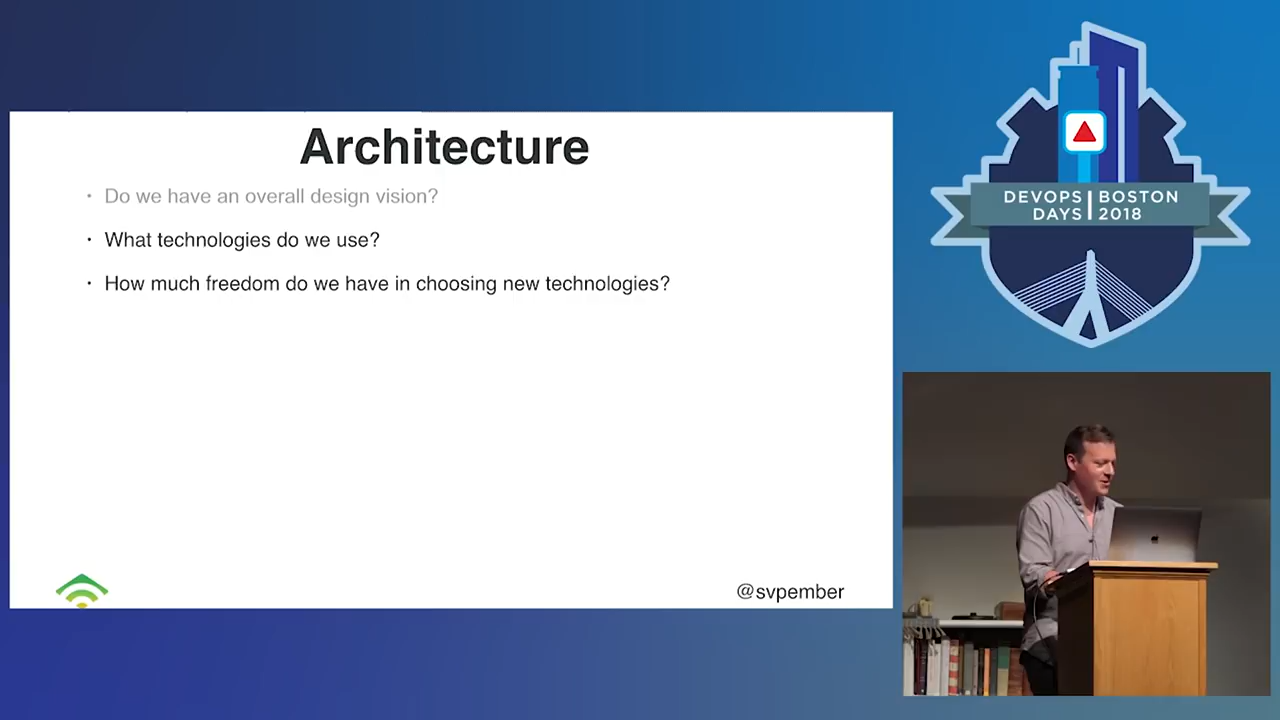 Architecture
· Do we have an overall design vision?
· What technologies do we use?
· How much freedom do we have in choosing new technologies?
@svpember
DEVOPS | BOSTON
DAYS | 2018